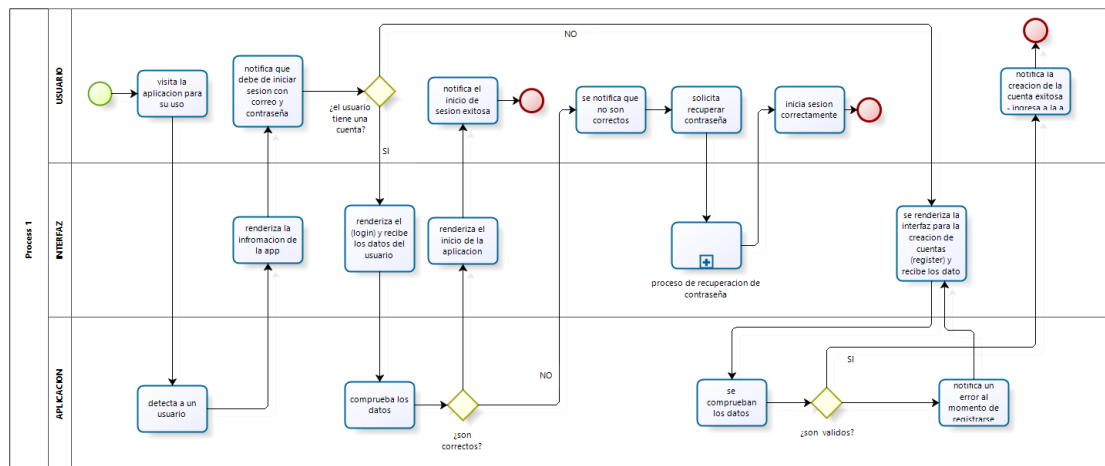 Process 1
USUARIO
visita la
aplicacion para
su uso
notifica que
debe de iniciar
sesion con
correo y
contraseña
¿el usuario
tiene una
cuenta?
NO
SI
notifica el
inicio de
sesion exitosa
se notifica que
no son
correctos
solicita
recuperar
contraseña
inicia sesion
correctamente
notifica la
creacion de la
cuenta exitosa
- ingresa a la a
INTERFAZ
renderiza la
infromacion de
la app
renderiza el
(login) y recibe
los datos del
usuario
renderiza el
inicio de la
aplicacion
proceso de recuperacion de
contraseña
se renderiza la
interfaz para la
creacion de
cuentas
(register) y
recibe los dato
APLICACION
detecta a un
usuario
comprueba los
datos
¿son
correctos?
NO
se
comprueban
los datos
¿son validos?
SI
notifica un
error al
momento de
registrarse